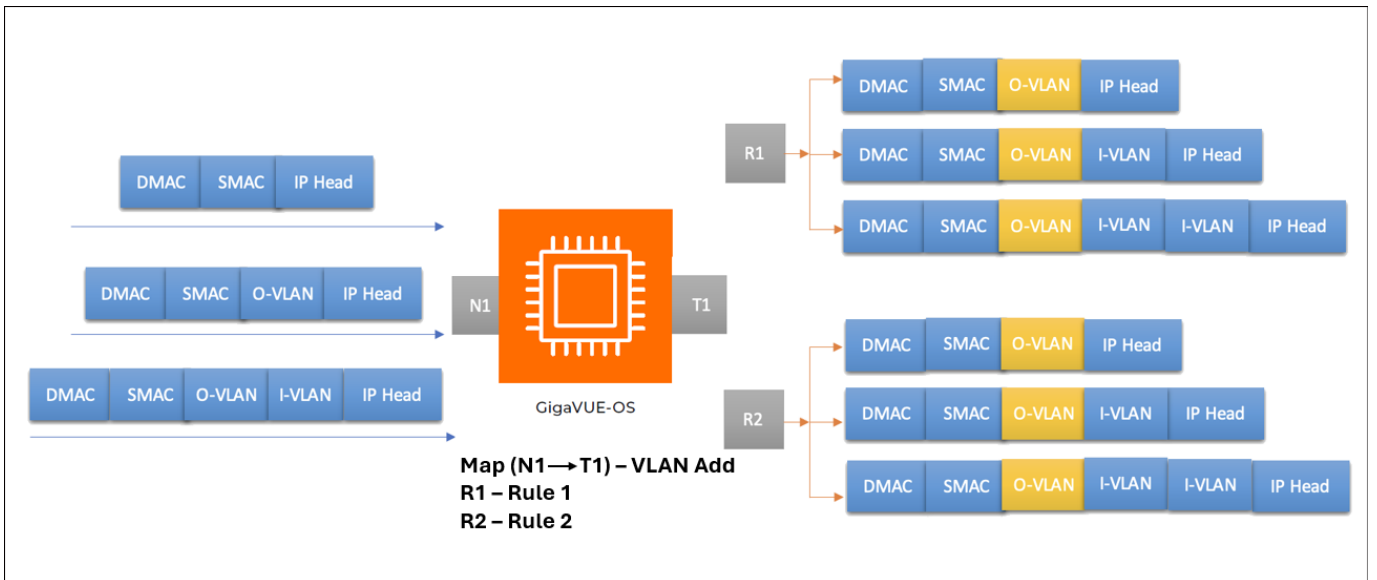 DMAC SMAC IP Head
DMAC SMAC O-VLAN IP Head
DMAC SMAC O-VLAN I-VLAN IP Head
N1
T1
GigaVUE-OS
Map (N1→T1) – VLAN Add
R1 – Rule 1
R2 – Rule 2
R1
DMAC SMAC O-VLAN IP Head
DMAC SMAC O-VLAN I-VLAN IP Head
DMAC SMAC O-VLAN I-VLAN I-VLAN IP Head
R2
DMAC SMAC O-VLAN IP Head
DMAC SMAC O-VLAN I-VLAN IP Head
DMAC SMAC O-VLAN I-VLAN I-VLAN IP Head